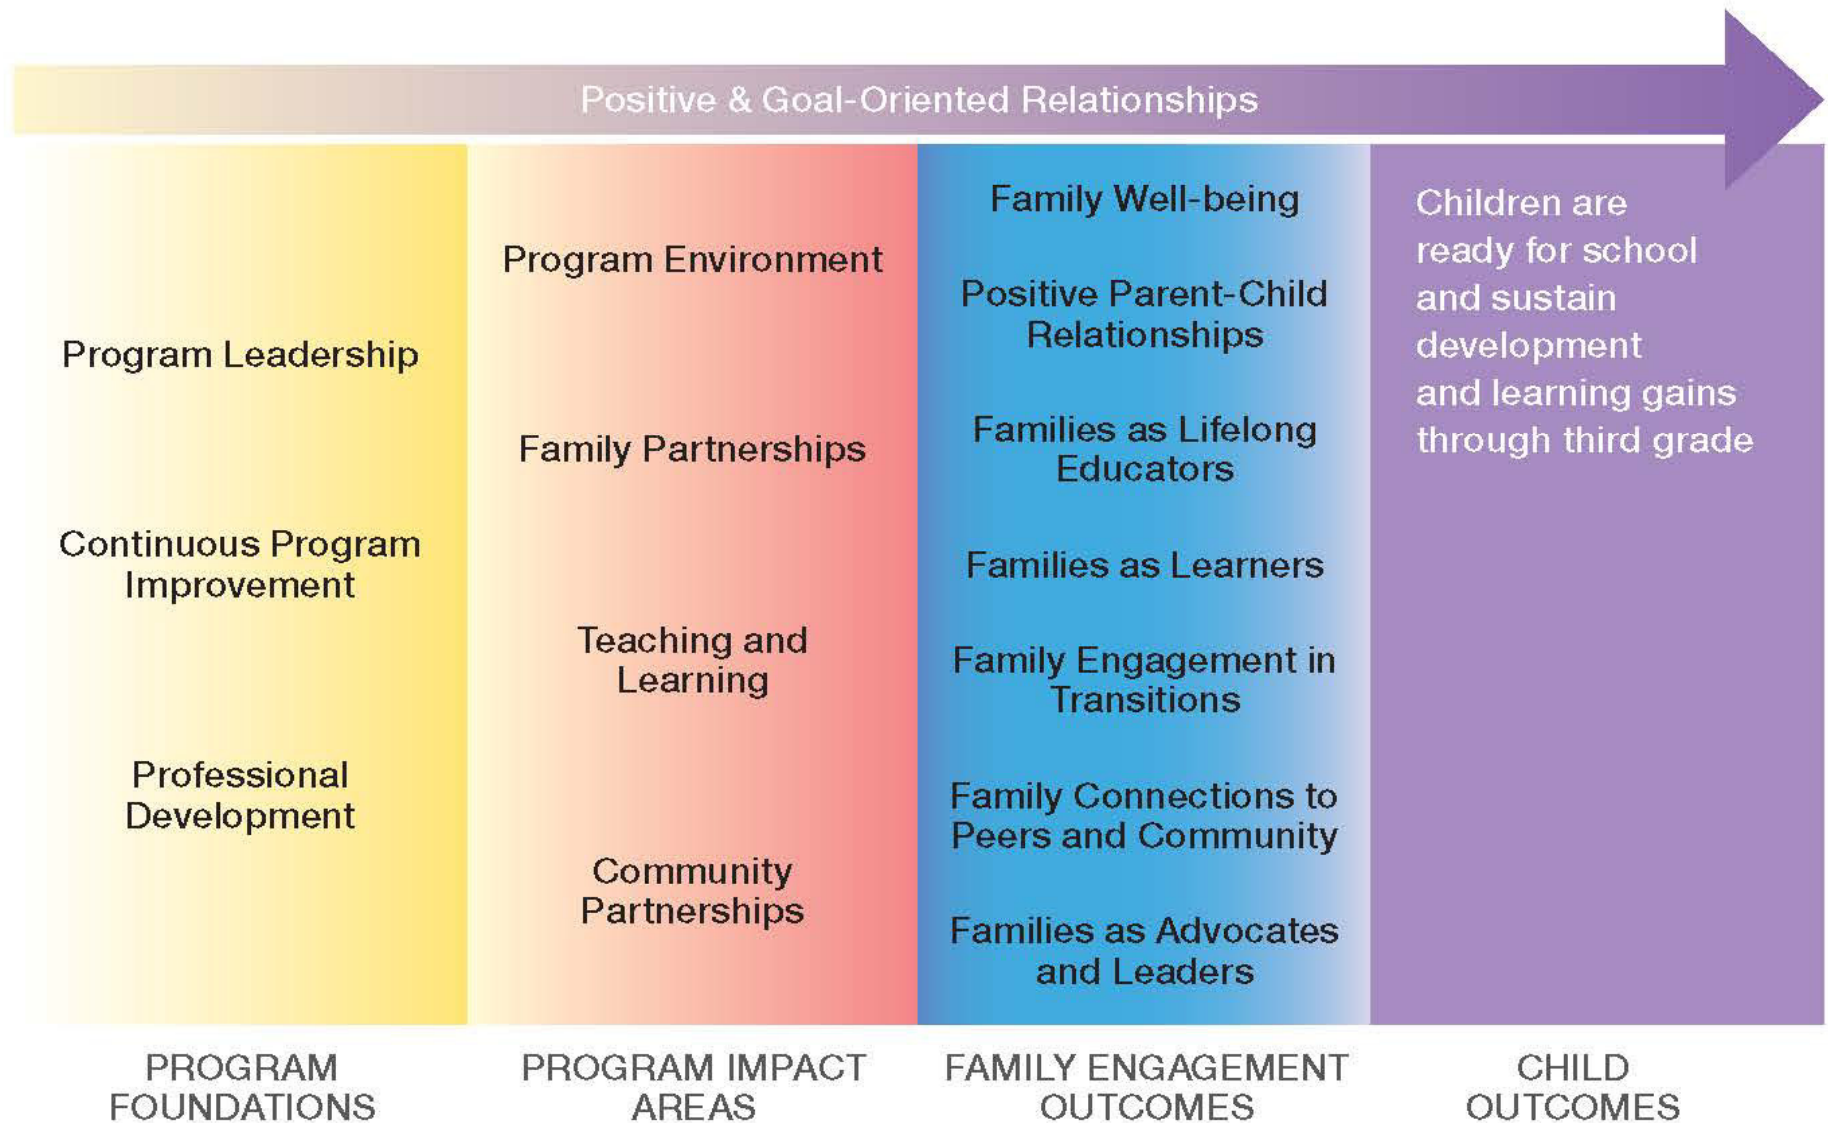 Positive & Goal-Oriented Relationships
Program Leadership
Continuous Program
Improvement
Professional
Development
PROGRAM
FOUNDATIONS
Program Environment
Family Partnerships
Teaching and
Learning
Community
Partnerships
PROGRAM IMPACT
AREAS
Family Well-being
Positive Parent-Child
Relationships
Families as Lifelong
Educators
Families as Learners
Family Engagement in
Transitions
Family Connections to
Peers and Community
Families as Advocates
and Leaders
FAMILY ENGAGEMENT
OUTCOMES
Children are
ready for school
and sustain
development
and learning gains
through third grade
CHILD
OUTCOMES